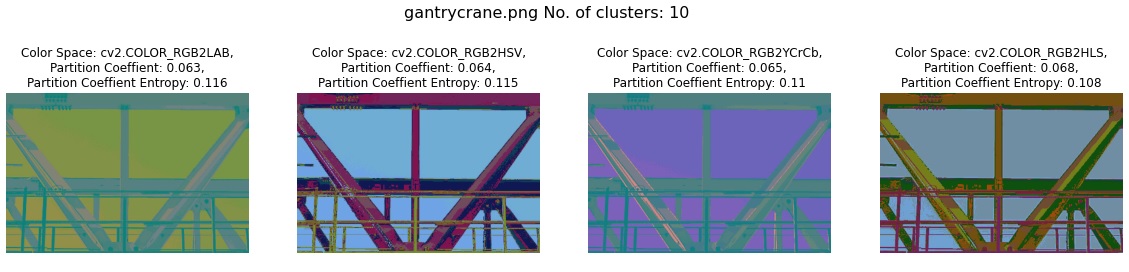 gantrycrane.png No. of clusters: 10
Color Space: cv2.COLOR_RGB2LAB,
Partition Coeffient: 0.063,
Partition Coeffient Entropy: 0.116
Color Space: cv2.COLOR_RGB2HSV,
Partition Coeffient: 0.064,
Partition Coeffient Entropy: 0.115
Color Space: cv2.COLOR_RGB2YCrCb,
Partition Coeffient: 0.065,
Partition Coeffient Entropy: 0.11
Color Space: cv2.COLOR_RGB2HLS,
Partition Coeffient: 0.068,
Partition Coeffient Entropy: 0.108